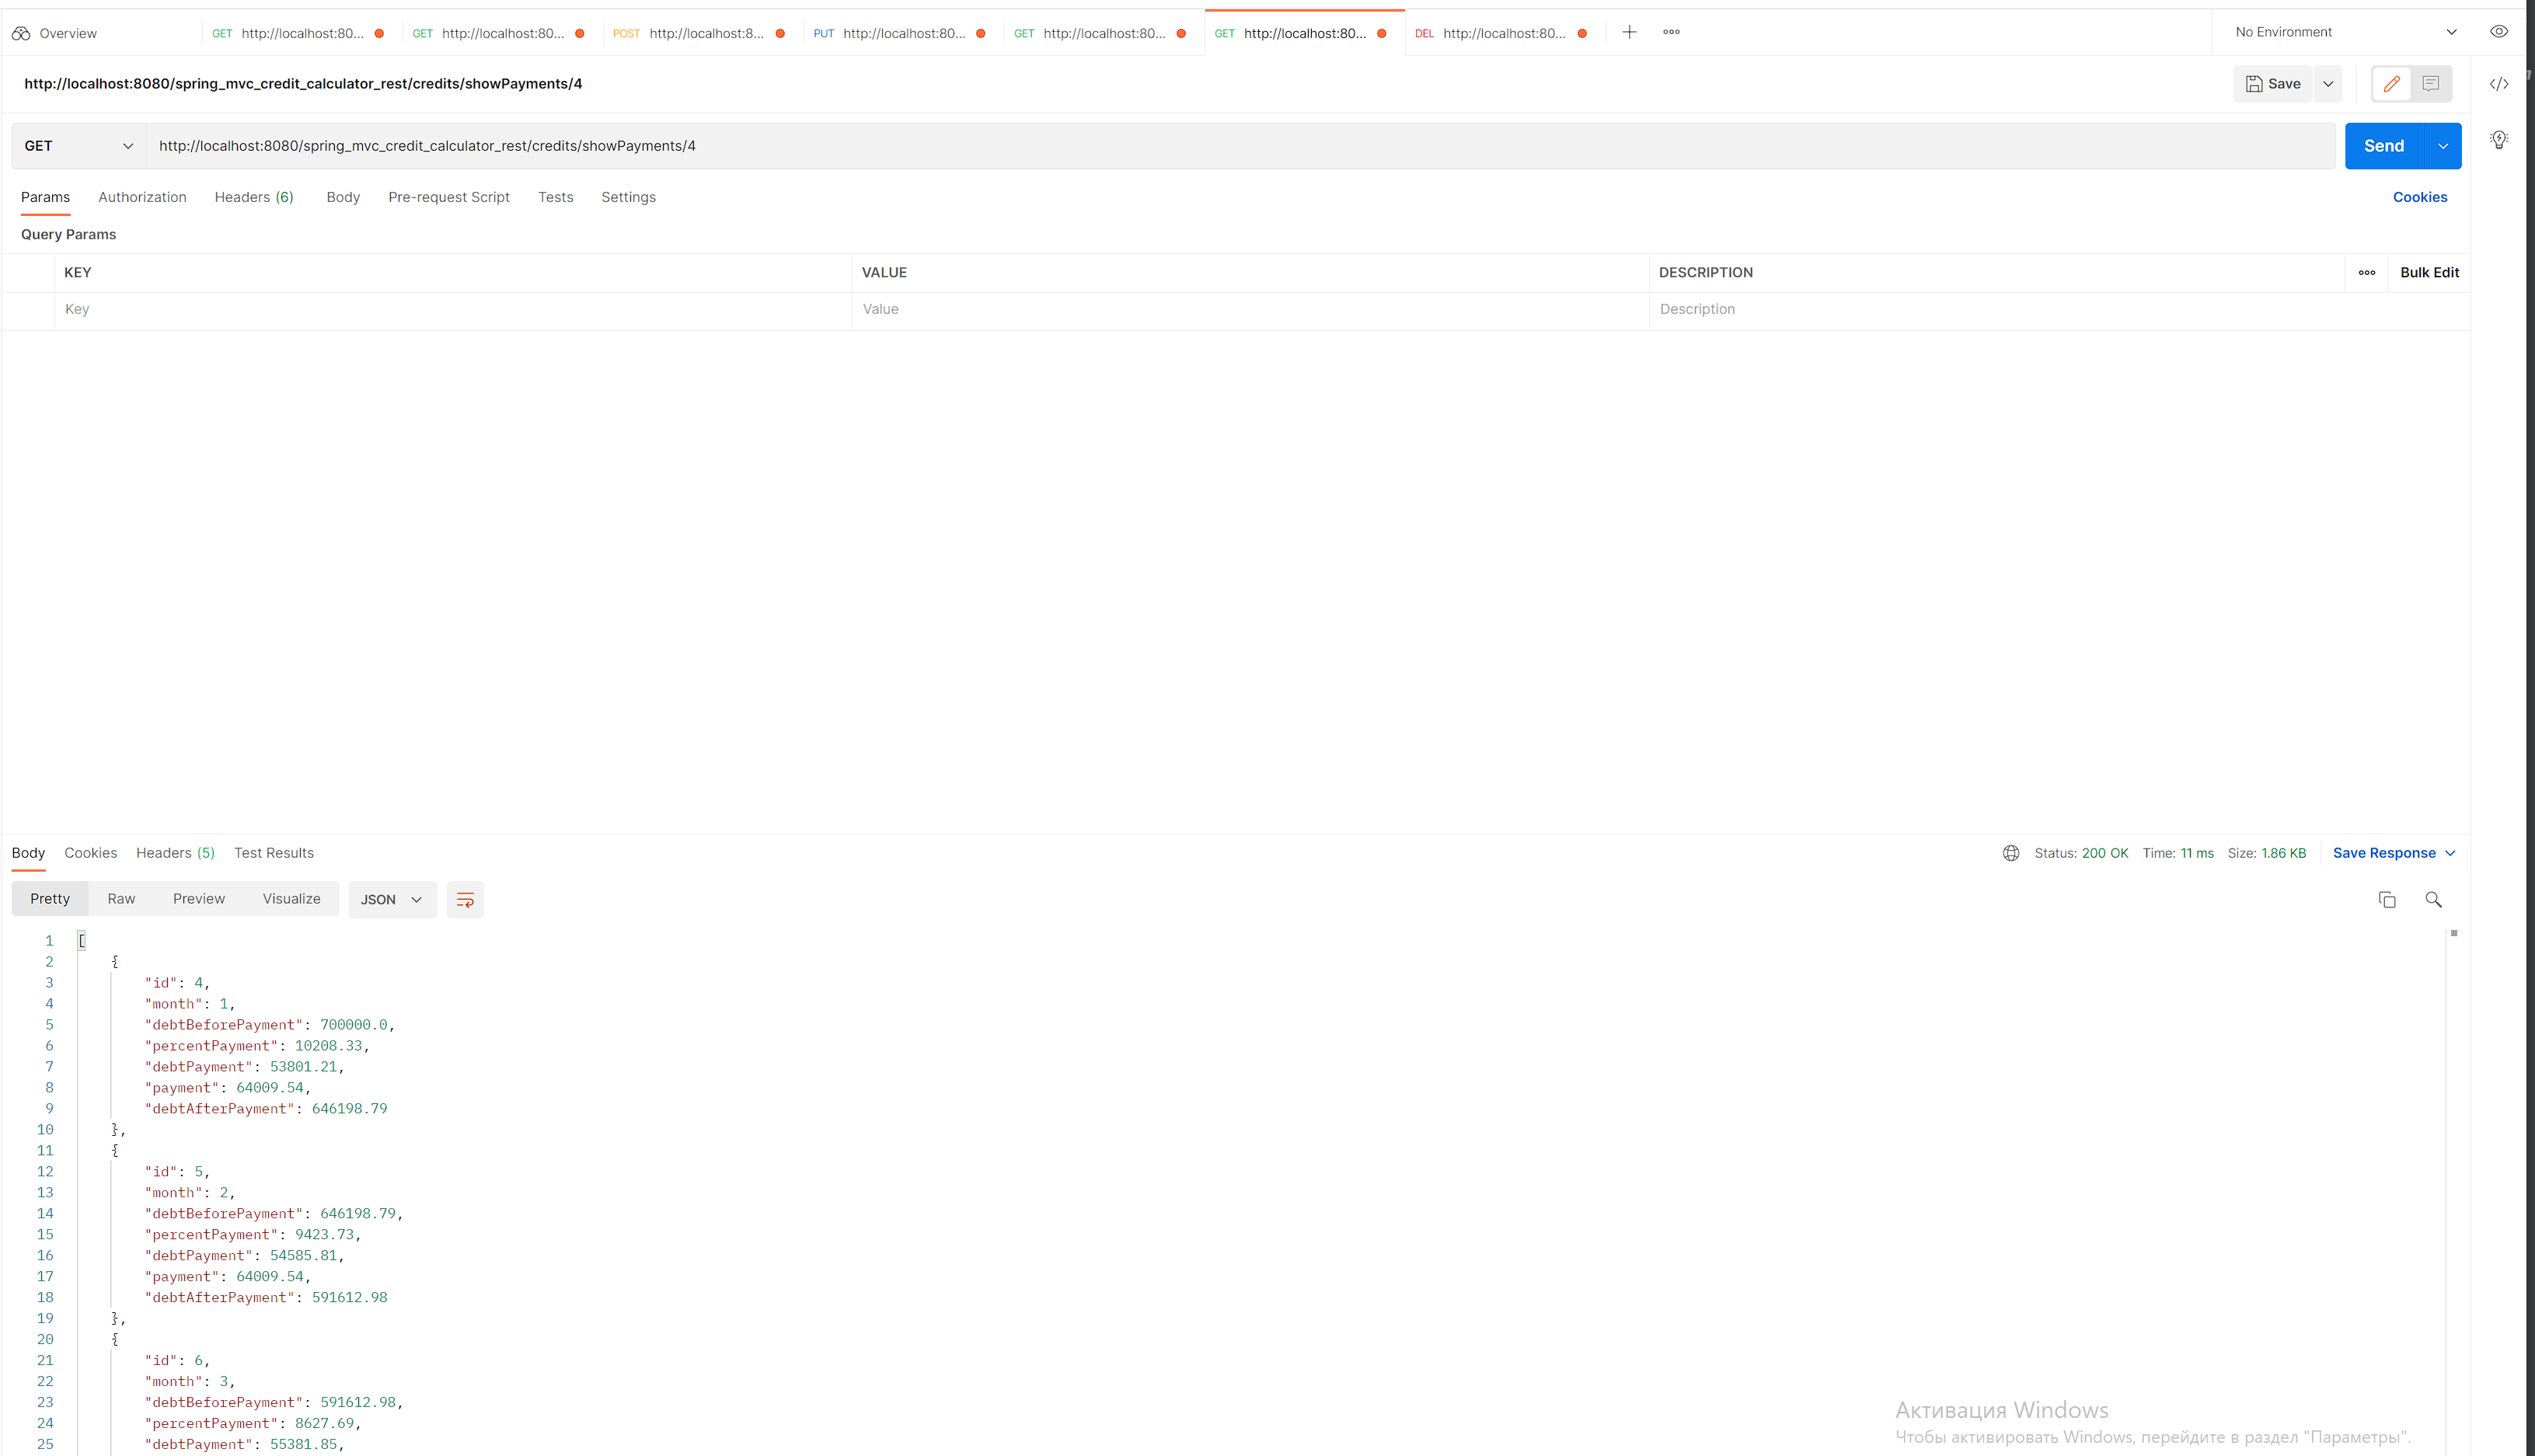 Overview GET http://localhost:80... GET http://localhost:80... POST http://localhost:8... PUT http://localhost:80... GET http://localhost:80... GET http://localhost:80... DEL http://localhost:80... No Environment
http://localhost:8080/spring_mvc_credit_calculator_rest/credits/showPayments/4 Save
GET http://localhost:8080/spring_mvc_credit_calculator_rest/credits/showPayments/4 Send
Params Authorization Headers (6) Body Pre-request Script Tests Settings Cookies
Query Params
KEY VALUE DESCRIPTION Bulk Edit
Key Value Description
Body Cookies Headers (5) Test Results Status: 200 OK Time: 11 ms Size: 1.86 KB Save Response
Pretty Raw Preview Visualize JSON
1 [
2 {
3 "id": 4,
4 "month": 1,
5 "debtBeforePayment": 700000.0,
6 "percentPayment": 10208.33,
7 "debtPayment": 53801.21,
8 "payment": 64009.54,
9 "debtAfterPayment": 646198.79
10 },
11 {
12 "id": 5,
13 "month": 2,
14 "debtBeforePayment": 646198.79,
15 "percentPayment": 9423.73,
16 "debtPayment": 54585.81,
17 "payment": 64009.54,
18 "debtAfterPayment": 591612.98
19 },
20 {
21 "id": 6,
22 "month": 3,
23 "debtBeforePayment": 591612.98,
24 "percentPayment": 8627.69,
25 "debtPayment": 55381.85,
Активация Windows
Чтобы активировать Windows, перейдите в раздел "Параметры".